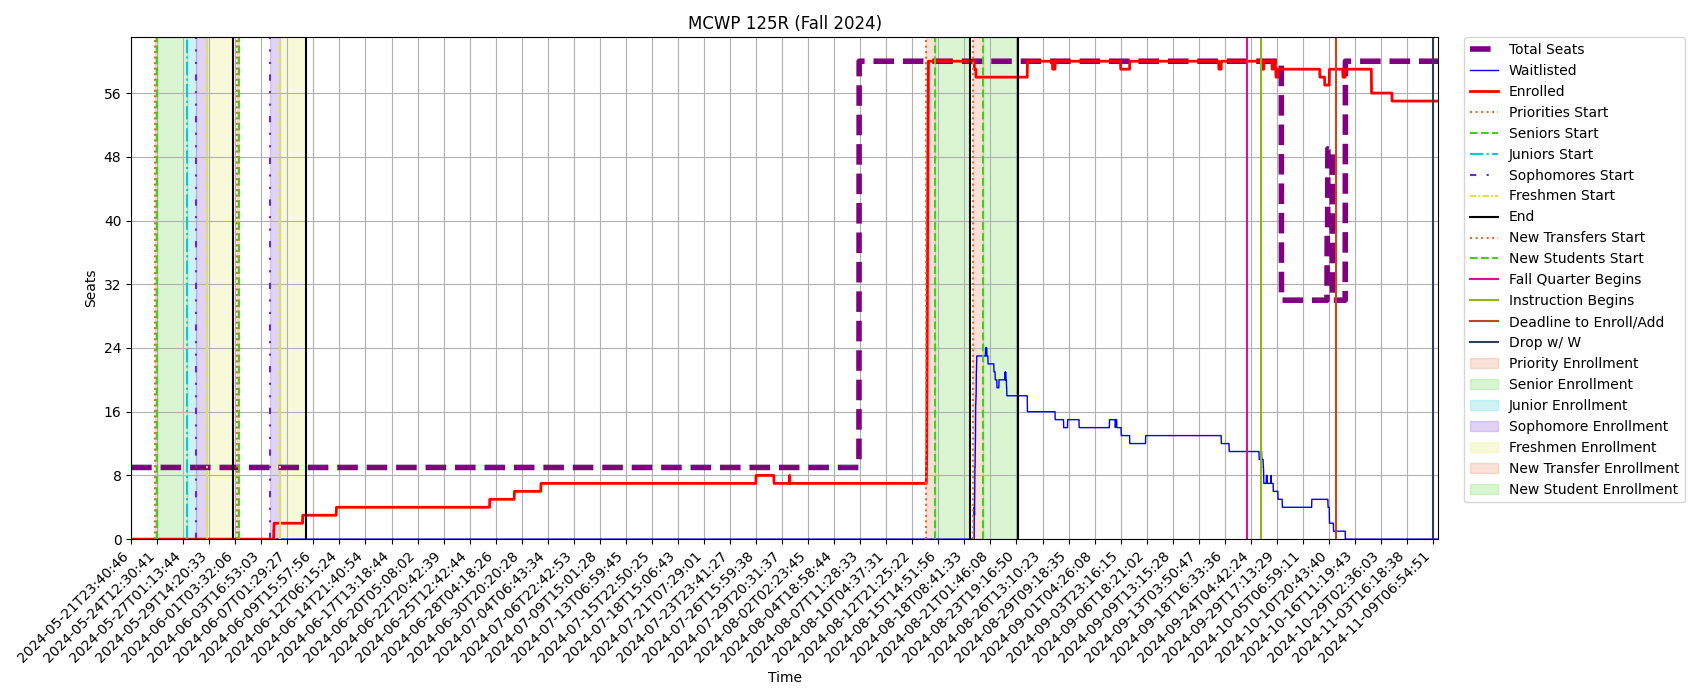 MCWP 125R (Fall 2024)
Seats
56
48
40
32
24
16
8
0
2024-05-21T23:40:46
2024-05-24T12:30:41
2024-05-27T01:13:44
2024-05-29T14:20:33
2024-06-01T03:32:06
2024-06-03T16:53:03
2024-06-07T01:29:27
2024-06-09T15:57:56
2024-06-12T06:15:24
2024-06-14T21:40:54
2024-06-17T13:18:44
2024-06-20T05:08:02
2024-06-22T20:42:39
2024-06-25T12:42:44
2024-06-28T04:18:26
2024-06-30T20:20:28
2024-07-04T06:43:34
2024-07-06T22:42:53
2024-07-09T15:01:28
2024-07-13T06:59:45
2024-07-15T22:50:25
2024-07-18T15:06:43
2024-07-21T07:29:01
2024-07-23T23:41:27
2024-07-26T15:59:38
2024-07-29T20:31:37
2024-08-02T02:23:45
2024-08-04T18:58:44
2024-08-07T11:28:33
2024-08-10T04:37:31
2024-08-12T21:25:22
2024-08-15T14:51:56
2024-08-18T08:41:33
2024-08-21T01:46:08
2024-08-23T19:16:50
2024-08-26T13:10:23
2024-08-29T09:18:35
2024-09-01T04:26:08
2024-09-03T23:16:15
2024-09-06T18:21:02
2024-09-09T13:15:28
2024-09-13T03:50:47
2024-09-18T16:33:36
2024-09-24T04:42:24
2024-09-29T17:13:29
2024-10-05T06:59:11
2024-10-10T20:43:40
2024-10-16T11:19:43
2024-10-29T02:36:03
2024-11-03T16:18:38
2024-11-09T06:54:51
Time
Total Seats
Waitlisted
Enrolled
Priorities Start
Seniors Start
Juniors Start
Sophomores Start
Freshmen Start
End
New Transfers Start
New Students Start
Fall Quarter Begins
Instruction Begins
Deadline to Enroll/Add
Drop w/ W
Priority Enrollment
Senior Enrollment
Junior Enrollment
Sophomore Enrollment
Freshmen Enrollment
New Transfer Enrollment
New Student Enrollment